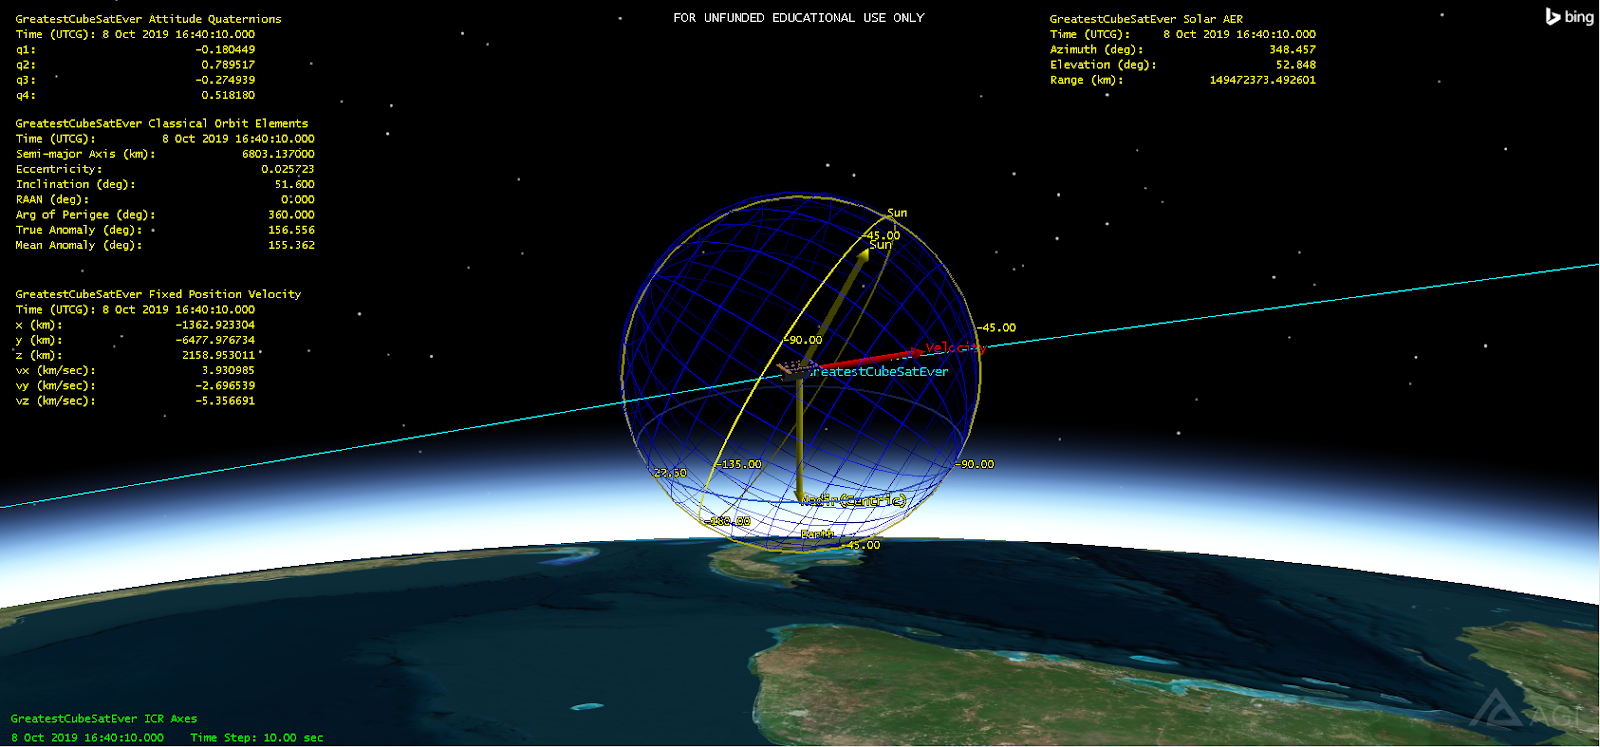 GreatestCubeSatEver Attitude Quaternions
Time (UTCG): 8 Oct 2019 16:40:10.000
q1: -0.180449
q2: 0.789517
q3: -0.274939
q4: 0.518180
GreatestCubeSatEver Classical Orbit Elements
Time (UTCG): 8 Oct 2019 16:40:10.000
Semi-major Axis (km): 6803.137000
Eccentricity: 0.025723
Inclination (deg): 51.600
RAAN (deg): 0.000
Arg of Perigee (deg): 360.000
True Anomaly (deg): 156.556
Mean Anomaly (deg): 155.362
GreatestCubeSatEver Fixed Position Velocity
Time (UTCG): 8 Oct 2019 16:40:10.000
x (km): -1362.923304
y (km): -6477.976734
z (km): 2158.953011
vx (km/sec): 3.930985
vy (km/sec): -2.696539
vz (km/sec): -5.356691
FOR UNFUNDED EDUCATIONAL USE ONLY
GreatestCubeSatEver Solar AER
Time (UTCG): 8 Oct 2019 16:40:10.000
Azimuth (deg): 348.457
Elevation (deg): 52.848
Range (km): 149472373.492601
bing
Sun
-45.00
Sun
-45.00
-90.00
Velocity
GreatestCubeSatEver
-135.00
-90.00
22.50
Nadir(Centric)
-180.00
Earth
-45.00
GreatestCubeSatEver ICR Axes
8 Oct 2019 16:40:10.000 Time Step: 10.00 sec
AGI